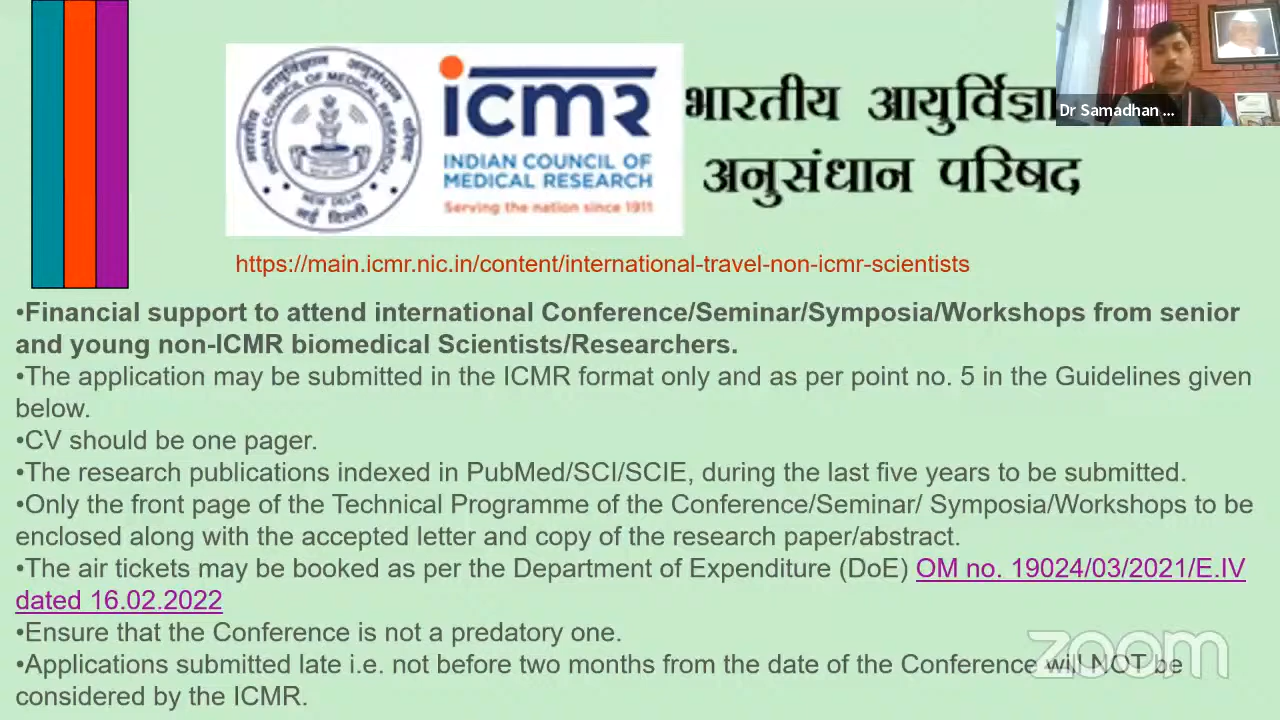 INDIAN COUNCIL OF MEDICAL RESEARCH
NEW DELHI
नई दिल्ली
icmr
INDIAN COUNCIL OF
MEDICAL RESEARCH
Serving the nation since 1911
भारतीय
अनुसंधान परिषद
Dr Samadhan ...
https://main.icmr.nic.in/content/international-travel-non-icmr-scientists
•Financial support to attend international Conference/Seminar/Symposia/Workshops from senior
and young non-ICMR biomedical Scientists/Researchers.
•The application may be submitted in the ICMR format only and as per point no. 5 in the Guidelines given
below.
•CV should be one pager.
•The research publications indexed in PubMed/SCI/SCIE, during the last five years to be submitted.
•Only the front page of the Technical Programme of the Conference/Seminar/ Symposia/Workshops to be
enclosed along with the accepted letter and copy of the research paper/abstract.
•The air tickets may be booked as per the Department of Expenditure (DoE) OM no. 19024/03/2021/E.IV
dated 16.02.2022
•Ensure that the Conference is not a predatory one.
•Applications submitted late i.e. not before two months from the date of the Conference will NOT be
considered by the ICMR.
zoom